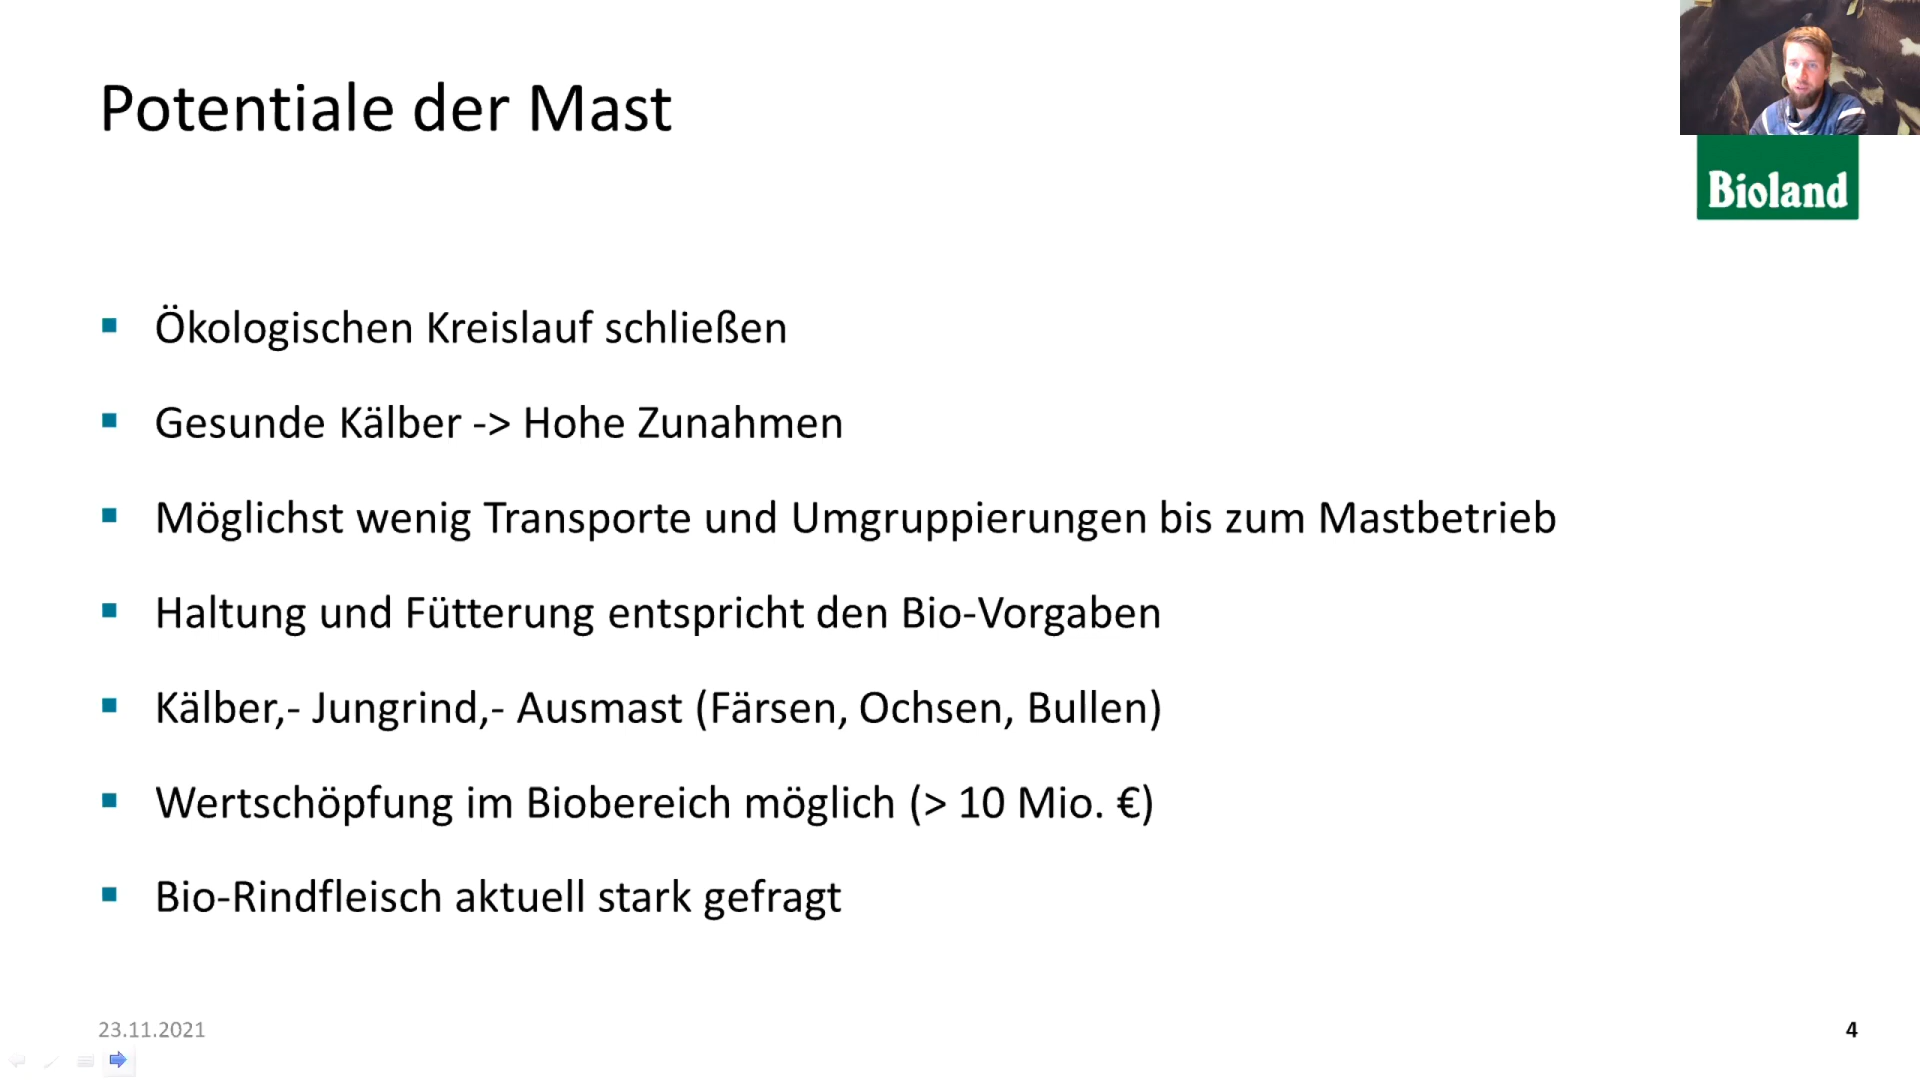 Potentiale der Mast
Bioland
Ökologischen Kreislauf schließen
Gesunde Kälber -> Hohe Zunahmen
Möglichst wenig Transporte und Umgruppierungen bis zum Mastbetrieb
Haltung und Fütterung entspricht den Bio-Vorgaben
Kälber,- Jungrind,- Ausmast (Färsen, Ochsen, Bullen)
Wertschöpfung im Biobereich möglich (> 10 Mio. €)
Bio-Rindfleisch aktuell stark gefragt
23.11.2021
4